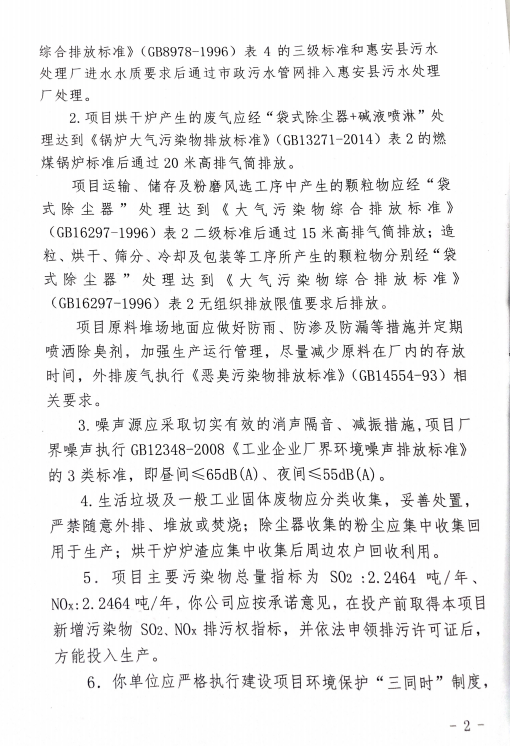 综合排放标准》（GB8978-1996）表 4 的三级标准和惠安县污水
处理厂进水水质要求后通过市政污水管网排入惠安县污水处理
厂处理。
2.项目烘干炉产生的废气应经“袋式除尘器+碱液喷淋”处
理达到《锅炉大气污染物排放标准》（GB13271-2014）表 2 的燃
煤锅炉标准后通过 20 米高排气筒排放。
项目运输、储存及粉磨风选工序中产生的颗粒物应经“袋
式除尘器”处理达到《大气污染物综合排放标准》
（GB16297-1996）表 2 二级标准后通过 15 米高排气筒排放；造
粒、烘干、筛分、冷却及包装等工序所产生的颗粒物分别经“袋
式除尘器”处理达到《大气污染物综合排放标准》
（GB16297-1996）表 2 无组织排放限值要求后排放。
项目原料堆场地面应做好防雨、防渗及防漏等措施并定期
喷洒除臭剂，加强生产运行管理，尽量减少原料在厂内的存放
时间，外排废气执行《恶臭污染物排放标准》（GB14554-93）相
关要求。
3.噪声源应采取切实有效的消声隔音、减振措施,项目厂
界噪声执行 GB12348-2008《工业企业厂界环境噪声排放标准》
的 3 类标准，即昼间≤65dB(A)、夜间≤55dB(A)。
4.生活垃圾及一般工业固体废物应分类收集，妥善处置，
严禁随意外排、堆放或焚烧；除尘器收集的粉尘应集中收集回
用于生产；烘干炉炉渣应集中收集后周边农户回收利用。
5．项目主要污染物总量指标为 SO2 :2.2464 吨/年、
NOx:2.2464 吨/年，你公司应按承诺意见，在投产前取得本项目
新增污染物 SO2、NOx 排污权指标，并依法申领排污许可证后，
方能投入生产。
6．你单位应严格执行建设项目环境保护“三同时”制度，
- 2 -